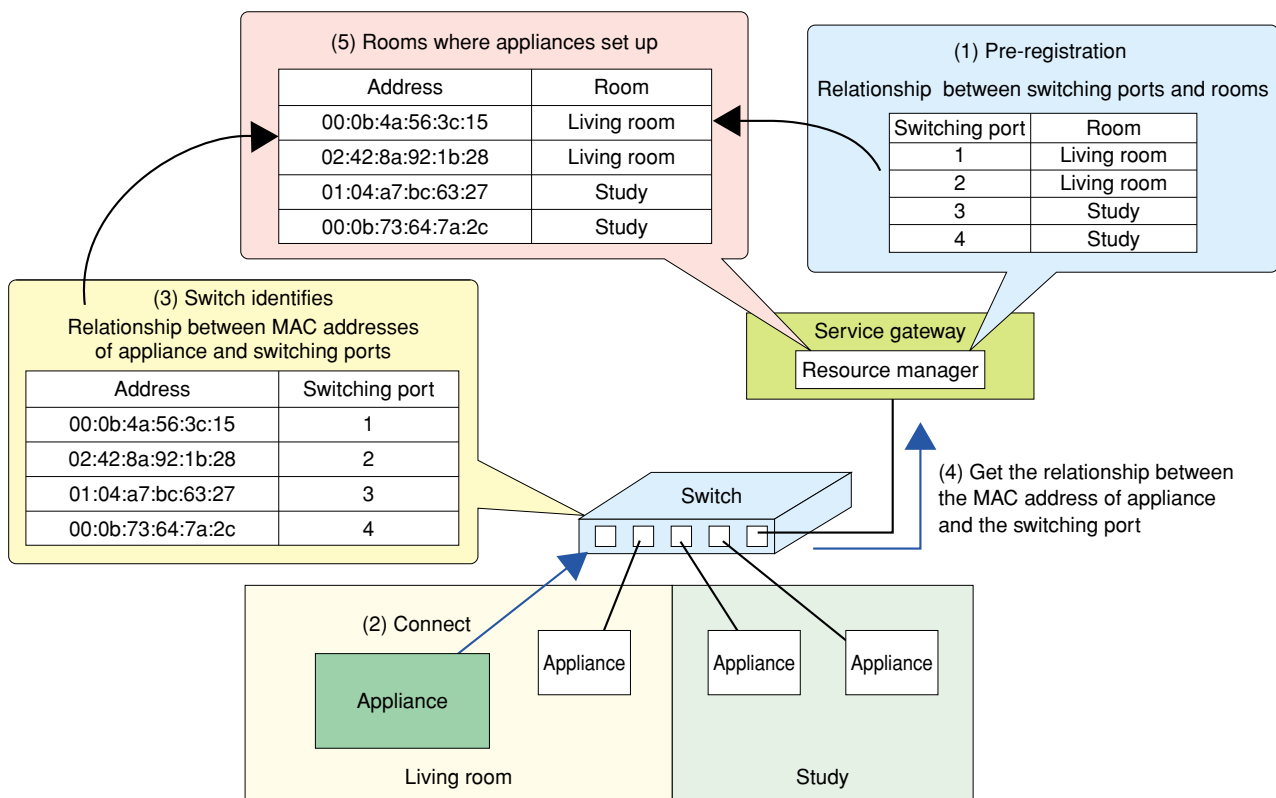 (5) Rooms where appliances set up
Address Room
00:0b:4a:56:3c:15 Living room
02:42:8a:92:1b:28 Living room
01:04:a7:bc:63:27 Study
00:0b:73:64:7a:2c Study
(1) Pre-registration
Relationship between switching ports and rooms
Switching port Room
1 Living room
2 Living room
3 Study
4 Study
(3) Switch identifies
Relationship between MAC addresses
of appliance and switching ports
Address Switching port
00:0b:4a:56:3c:15 1
02:42:8a:92:1b:28 2
01:04:a7:bc:63:27 3
00:0b:73:64:7a:2c 4
Service gateway
Resource manager
(4) Get the relationship between
the MAC address of appliance
and the switching port
Switch
(2) Connect
Appliance
Appliance
Appliance
Appliance
Living room
Study